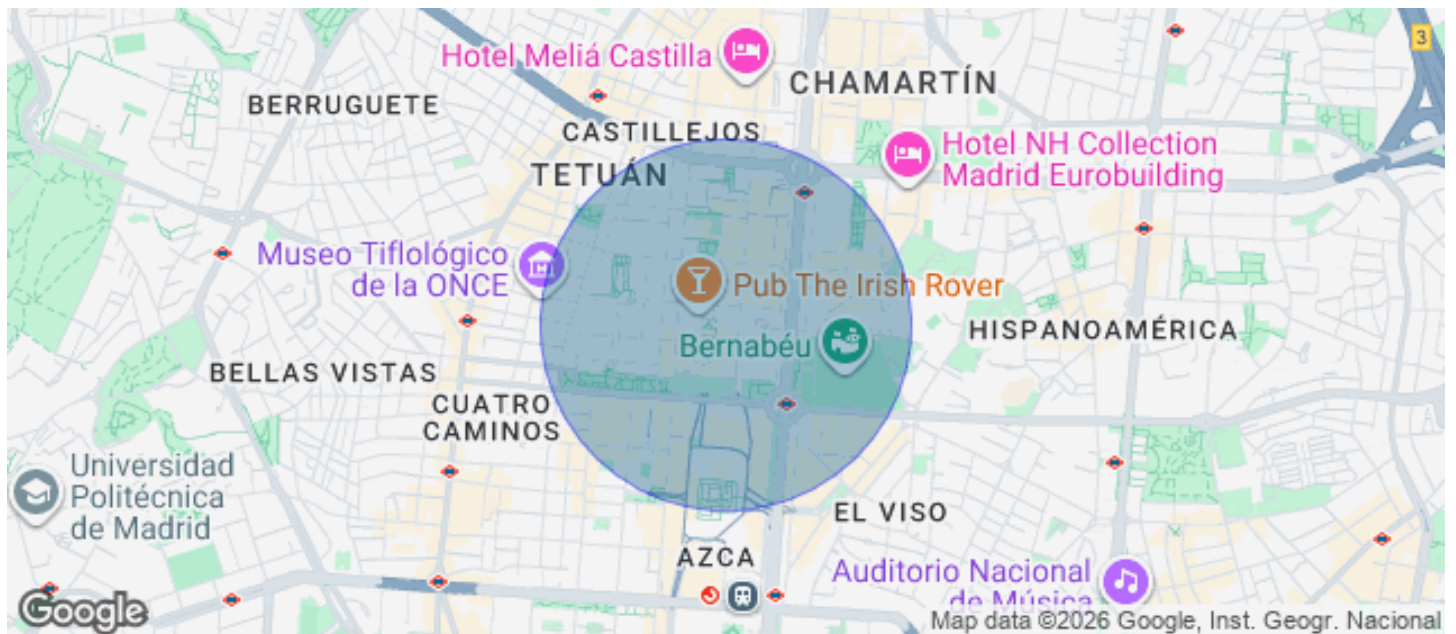 3
Hotel Meliá Castilla
CHAMARTÍN
BERRUGUETE
CASTILLEJOS
Hotel NH Collection
Madrid Eurobuilding
TETUÁN
Museo Tiflológico
de la ONCE
Pub The Irish Rover
Bernabéu
HISPANOAMÉRICA
BELLAS VISTAS
CUATRO
CAMINOS
Universidad
Politécnica
de Madrid
EL VISO
AZCA
Auditorio Nacional
de Música
Google
Map data ©2026 Google, Inst. Geogr. Nacional